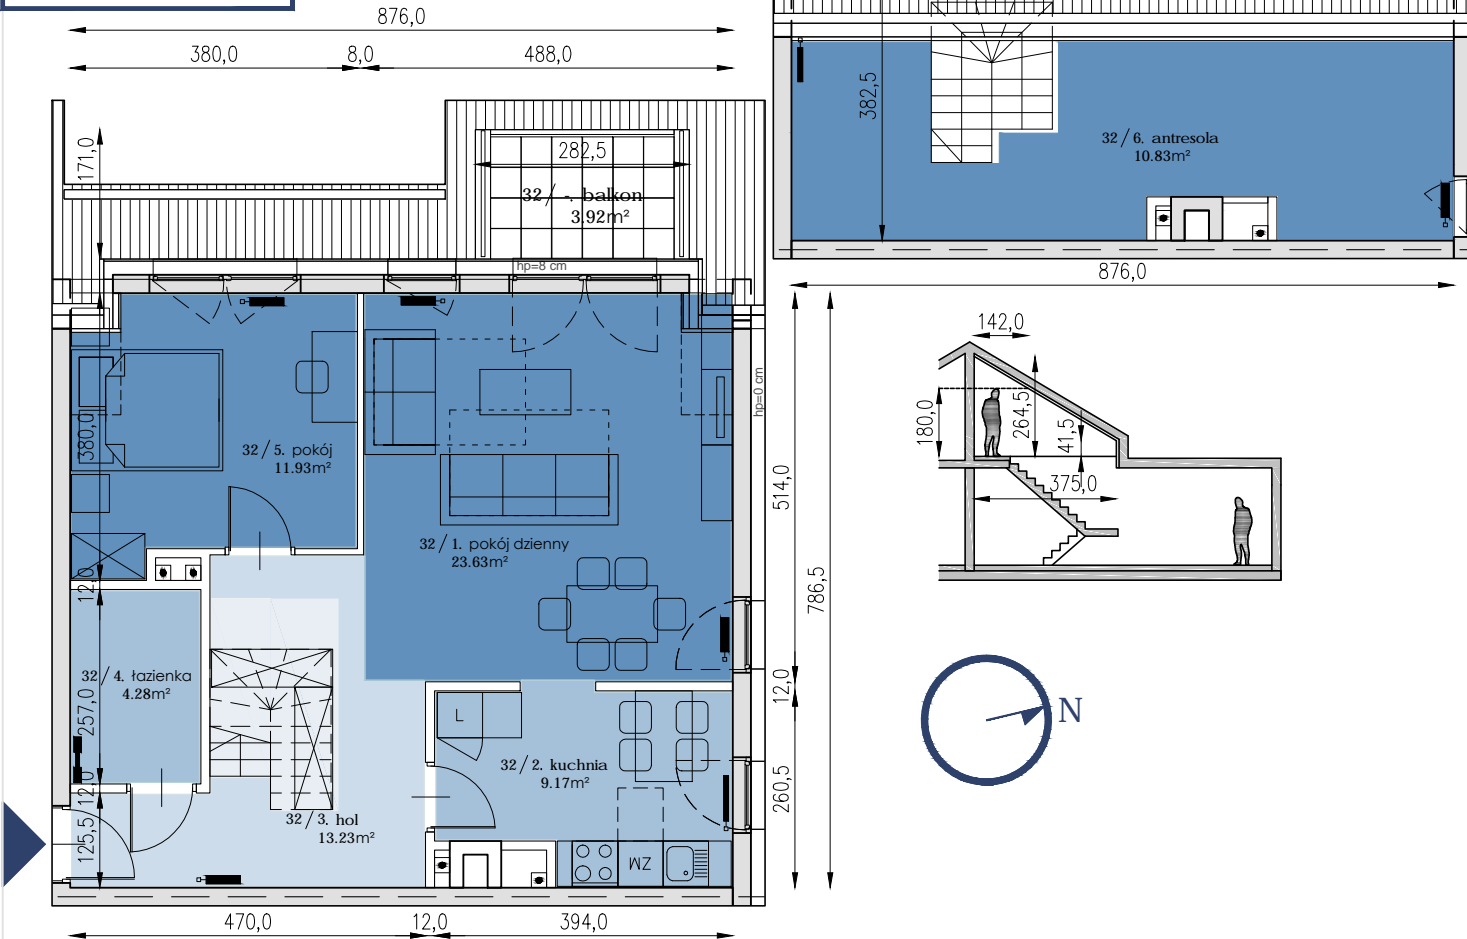 876,0
380,0
8,0
488,0
171,0
282,5
32/ -. balkon
3.92m²
hp=8 cm
382,5
32/6. antresola
10.83m²
876,0
hp=0 cm
380,0
32/5. pokój
11.93m²
32/1. pokój dzienny
23.63m²
514,0
786,5
142,0
180,0
264,5
41,5
375,0
12,0
32/4. łazienka
4.28m²
257,0
12,0
125,5
L
32/2. kuchnia
9.17m²
12,0
260,5
32/3. hol
13.23m²
ZM
N
470,0
12,0
394,0